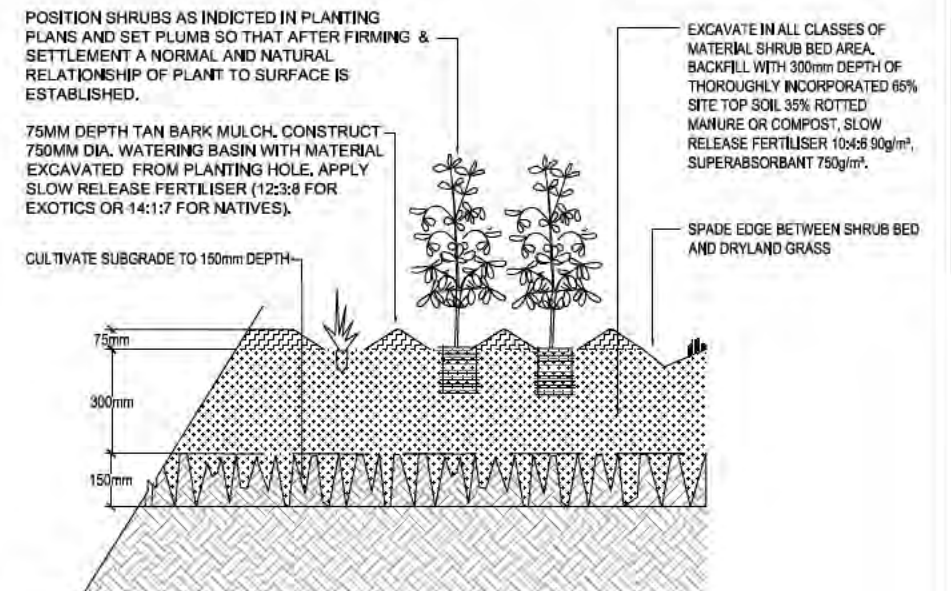 POSITION SHRUBS AS INDICTED IN PLANTING
PLANS AND SET PLUMB SO THAT AFTER FIRMING &
SETTLEMENT A NORMAL AND NATURAL
RELATIONSHIP OF PLANT TO SURFACE IS
ESTABLISHED.
75MM DEPTH TAN BARK MULCH. CONSTRUCT
750MM DIA. WATERING BASIN WITH MATERIAL
EXCAVATED FROM PLANTING HOLE. APPLY
SLOW RELEASE FERTILISER (12:3:8 FOR
EXOTICS OR 14:1:7 FOR NATIVES).
CULTIVATE SUBGRADE TO 150mm DEPTH
75mm
300mm
150mm
EXCAVATE IN ALL CLASSES OF
MATERIAL SHRUB BED AREA.
BACKFILL WITH 300mm DEPTH OF
THOROUGHLY INCORPORATED 65%
SITE TOP SOIL 35% ROTTED
MANURE OR COMPOST, SLOW
RELEASE FERTILISER 10:4:6 90g/m²,
SUPERABSORBANT 750g/m³.
SPADE EDGE BETWEEN SHRUB BED
AND DRYLAND GRASS